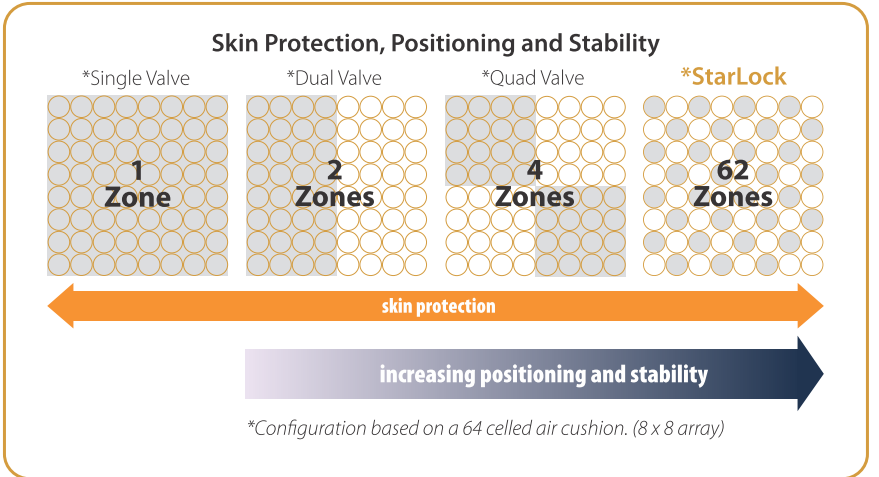 Skin Protection, Positioning and Stability
*Single Valve
*Dual Valve
*Quad Valve
*StarLock
1
Zone
2
Zones
4
Zones
62
Zones
skin protection
increasing positioning and stability
*Configuration based on a 64 celled air cushion. (8 x 8 array)